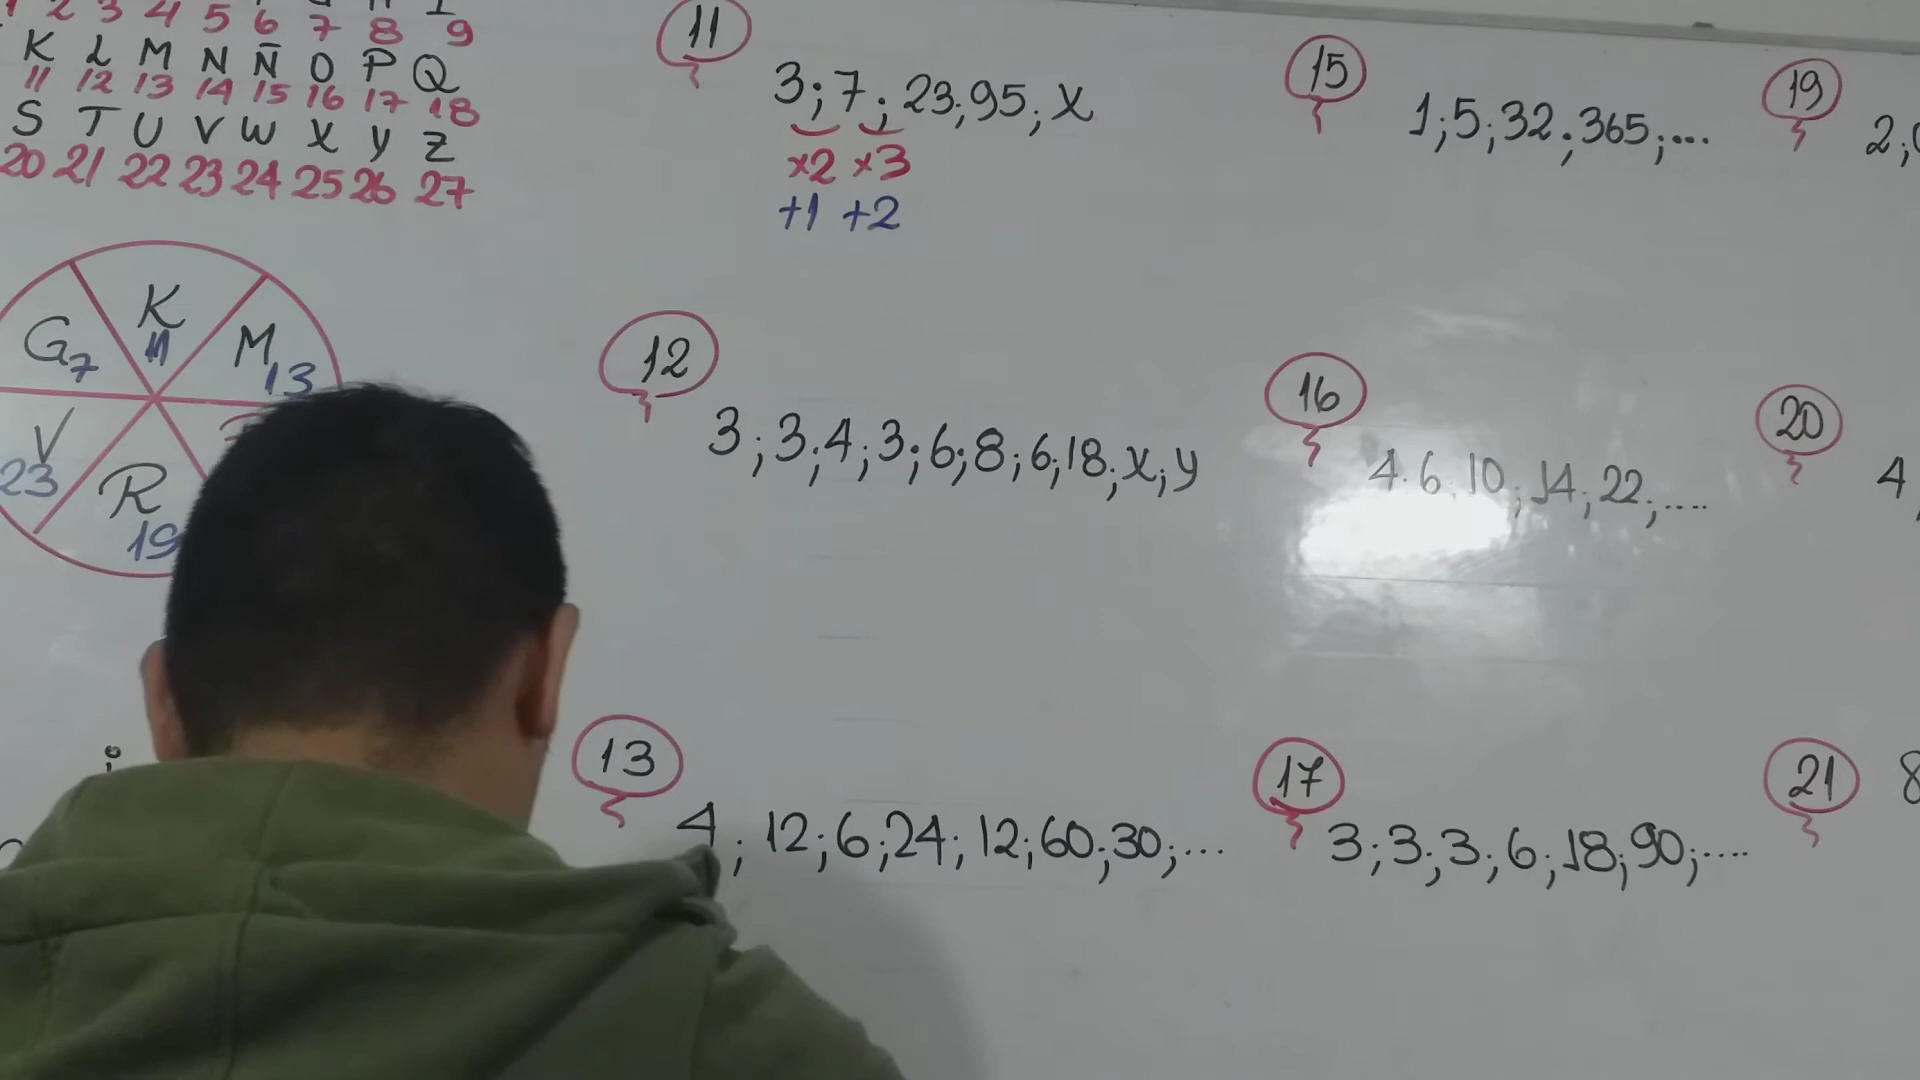 1 2 3 4 5 6 7 8 9
K L M N Ñ O P Q
11 12 13 14 15 16 17 18
S T U V W X Y Z
20 21 22 23 24 25 26 27
G 7
K 11
M 13
V 23
R 19
11
3; 7; 23; 95; x
×2 ×3
+1 +2
12
3; 3; 4; 3; 6; 8; 6; 18; x; y
13
4; 12; 6; 24; 12; 60; 30; ...
15
1; 5; 32; 365; ...
16
4. 6. 10; 14; 22; ....
17
3; 3; 3; 6; 18; 90; ....
19
2;
20
4
21
8